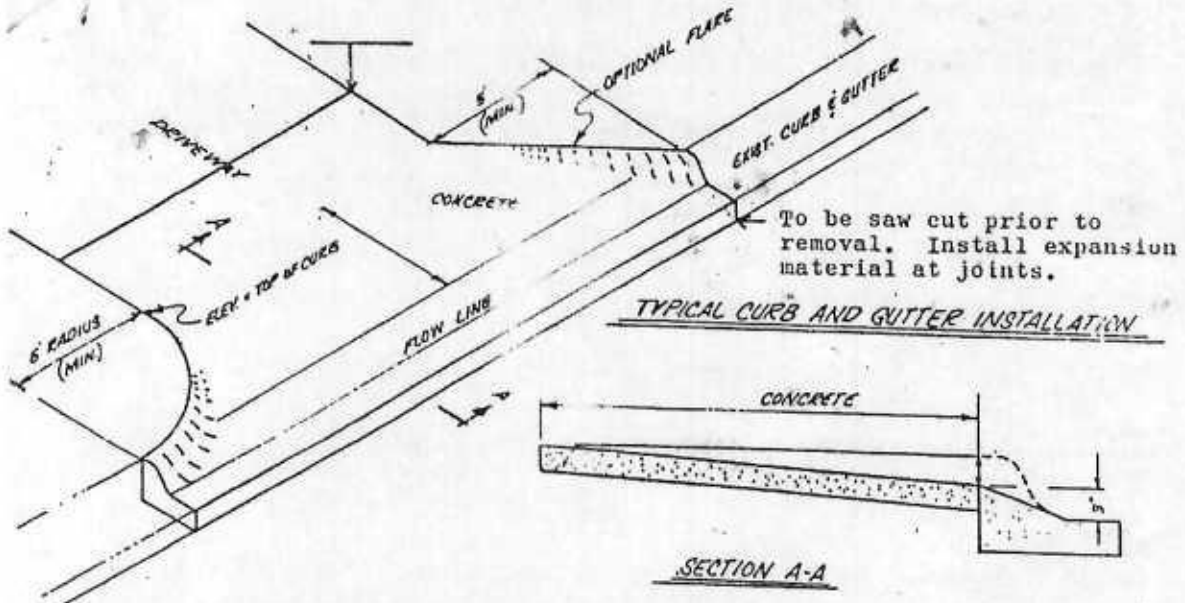 OPTIONAL FLARE
(MIN.)
EXIST. CURB & GUTTER
DRIVEWAY
CONCRETE
A
ELEV. = TOP OF CURB
To be saw cut prior to
removal. Install expansion
material at joints.
TYPICAL CURB AND GUTTER INSTALLATION
6' RADIUS
(MIN.)
FLOW LINE
A
CONCRETE
SECTION A-A